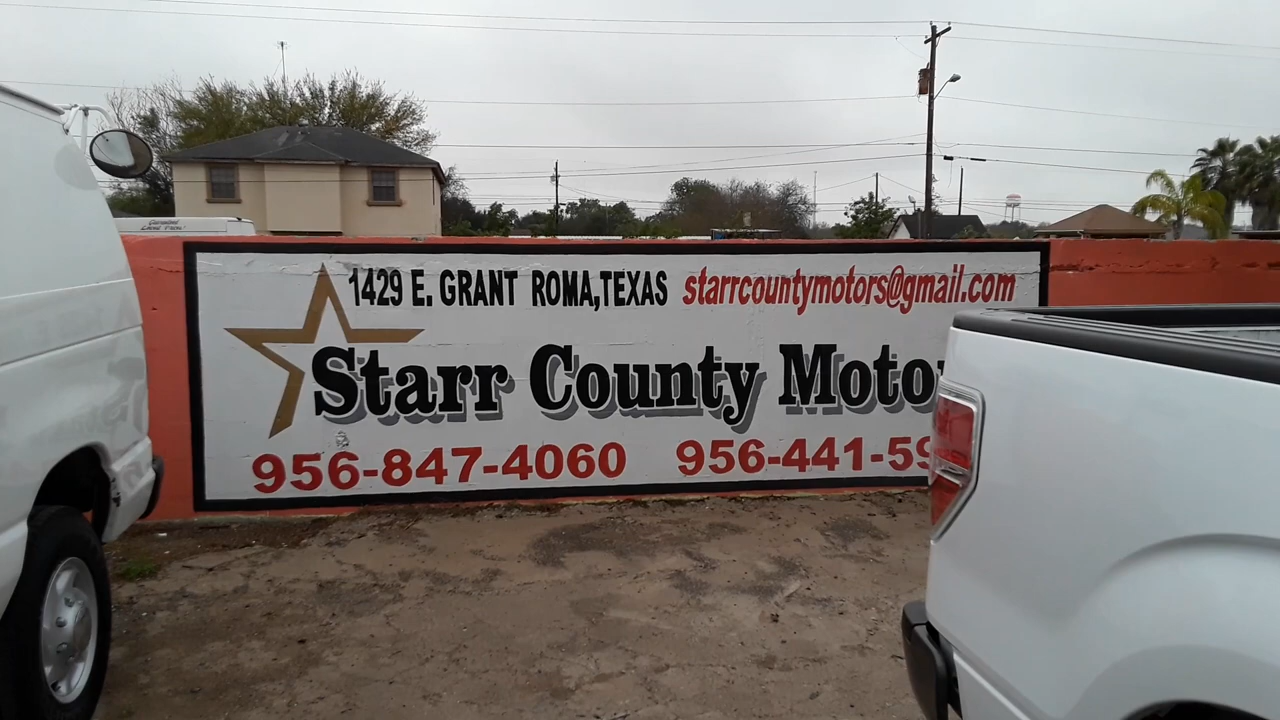 1429 E. GRANT ROMA,TEXAS starrcountymotors@gmail.com
Starr County Moto
956-847-4060 956-441-59